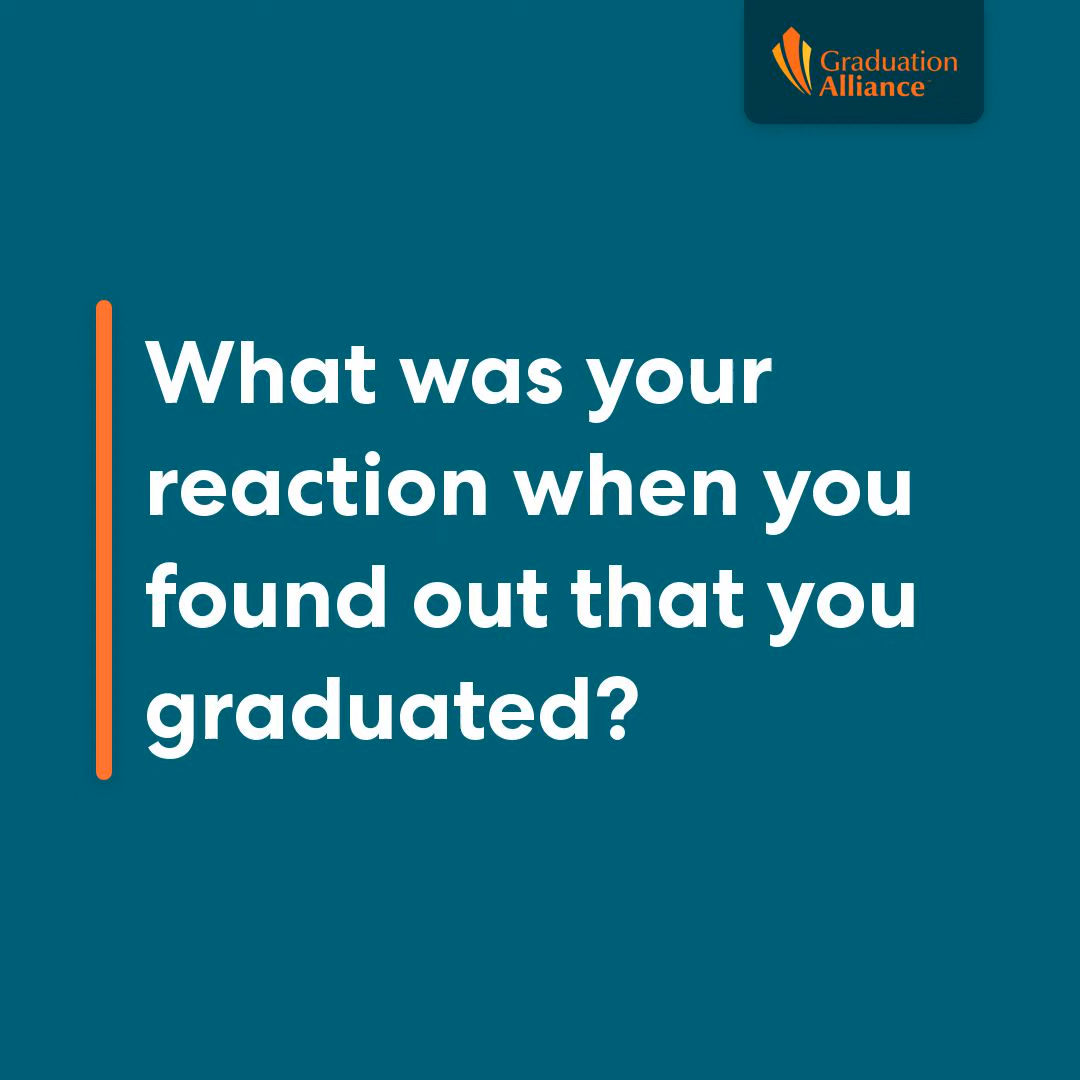 Graduation
Alliance
What was your
reaction when you
found out that you
graduated?